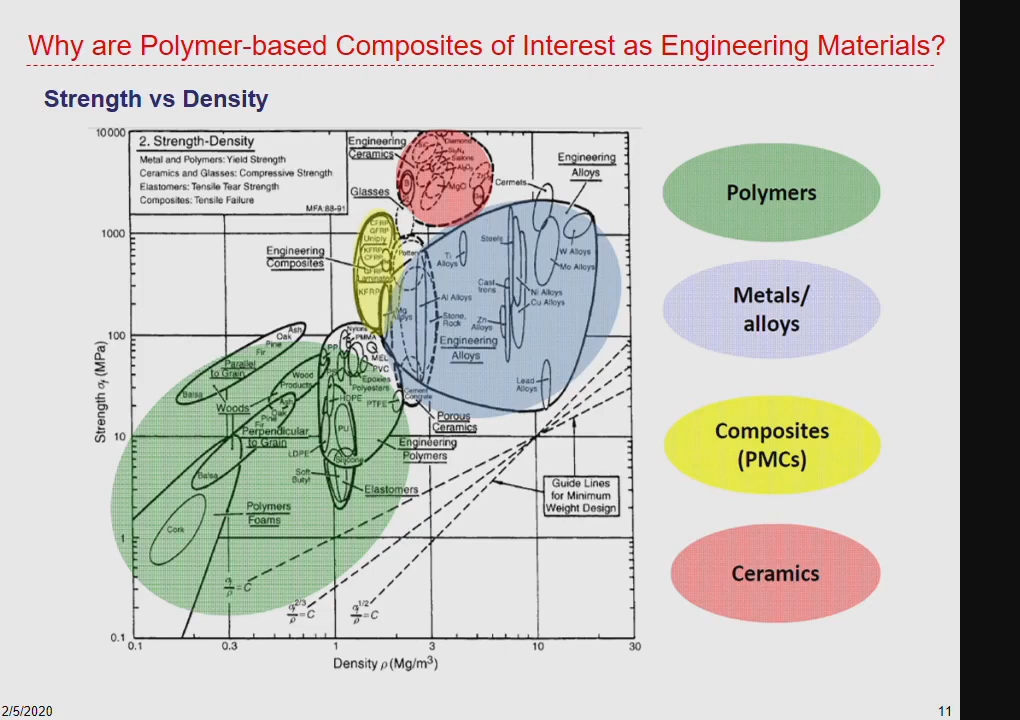 Why are Polymer-based Composites of Interest as Engineering Materials?
Strength vs Density
2. Strength-Density
Metal and Polymers: Yield Strength
Ceramics and Glasses: Compressive Strength
Elastomers: Tensile Tear Strength
Composites: Tensile Failure
MFA:88-91
10000
1000
100
10
1
0.1
Strength σf (MPa)
0.1
0.3
1
3
10
30
Density ρ (Mg/m³)
Engineering
Ceramics
Diamond
Si₃N₄
Sialons
Al₂O₃
MgO
Glasses
Cermets
Engineering
Alloys
Engineering
Composites
CFRP
GFRP
Uniply
KFRP
CFRP
GFRP
Laminates
KFRP
Pottery
Ti
Alloys
Steels
W Alloys
Mo Alloys
Cast
Irons
Ni Alloys
Cu Alloys
Zn
Alloys
Al Alloys
Stone,
Rock
Mg
Alloys
Engineering
Alloys
Lead
Alloys
Nylons
PMMA
PP
MEL
PVC
Epoxies
Polyesters
HDPE
PTFE
PU
LDPE
Silicone
Soft
Butyl
Cement
Concrete
Porous
Ceramics
Engineering
Polymers
Elastomers
Ash
Oak
Pine
Fir
Parallel
to Grain
Balsa
Wood
Products
Woods
Ash
Oak
Pine
Fir
Perpendicular
to Grain
Balsa
Cork
Polymers
Foams
Guide Lines
for Minimum
Weight Design
σf/ρ=C
σf^2/3/ρ=C
σf^1/2/ρ=C
Polymers
Metals/
alloys
Composites
(PMCs)
Ceramics
2/5/2020
11